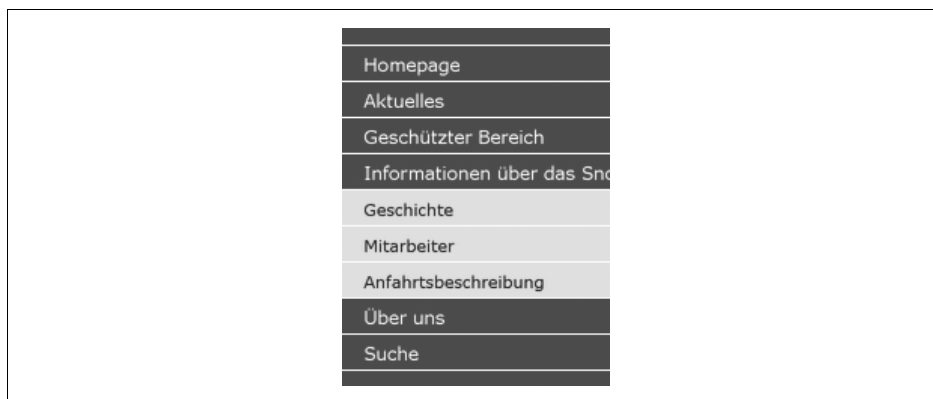 Homepage
Aktuelles
Geschützter Bereich
Informationen über das
Geschichte
Mitarbeiter
Anfahrtsbeschreibung
Über uns
Suche